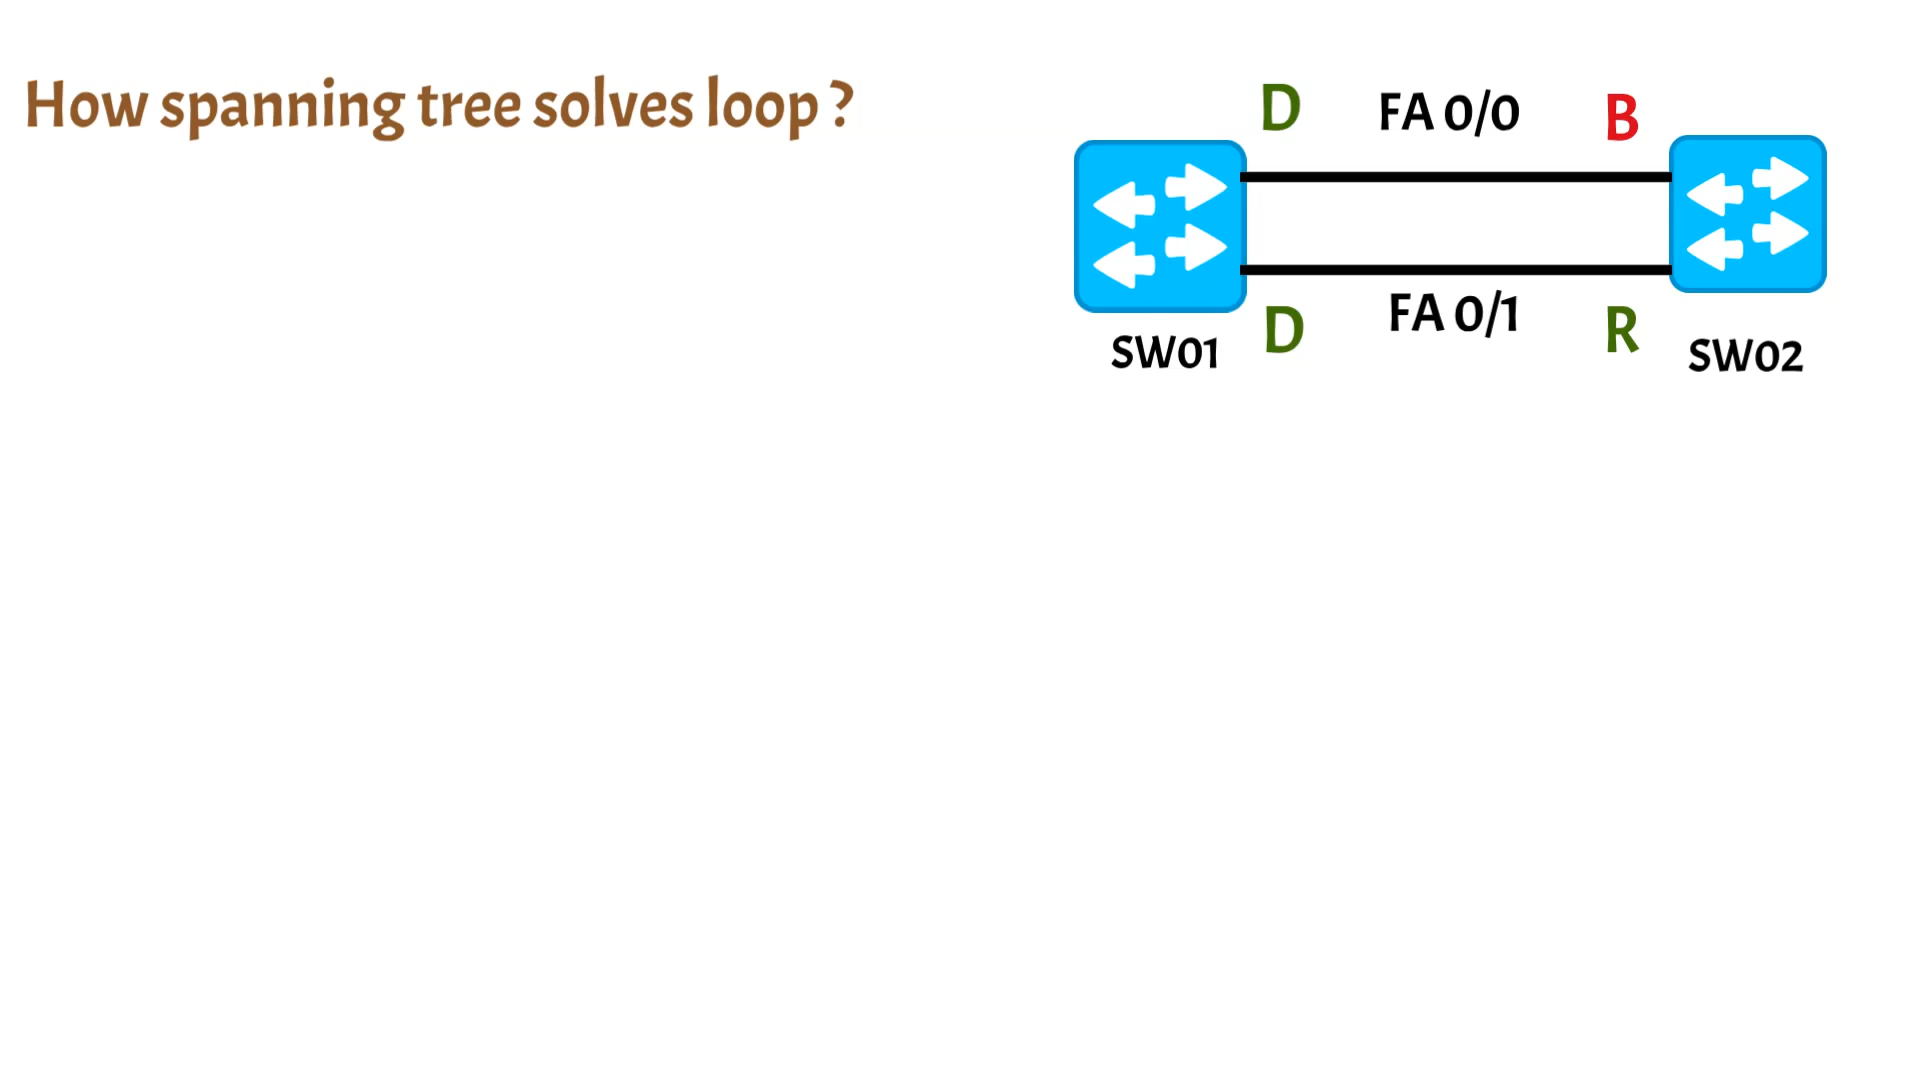 How spanning tree solves loop ?
D FA 0/0 B
D FA 0/1 R
SW01 SW02